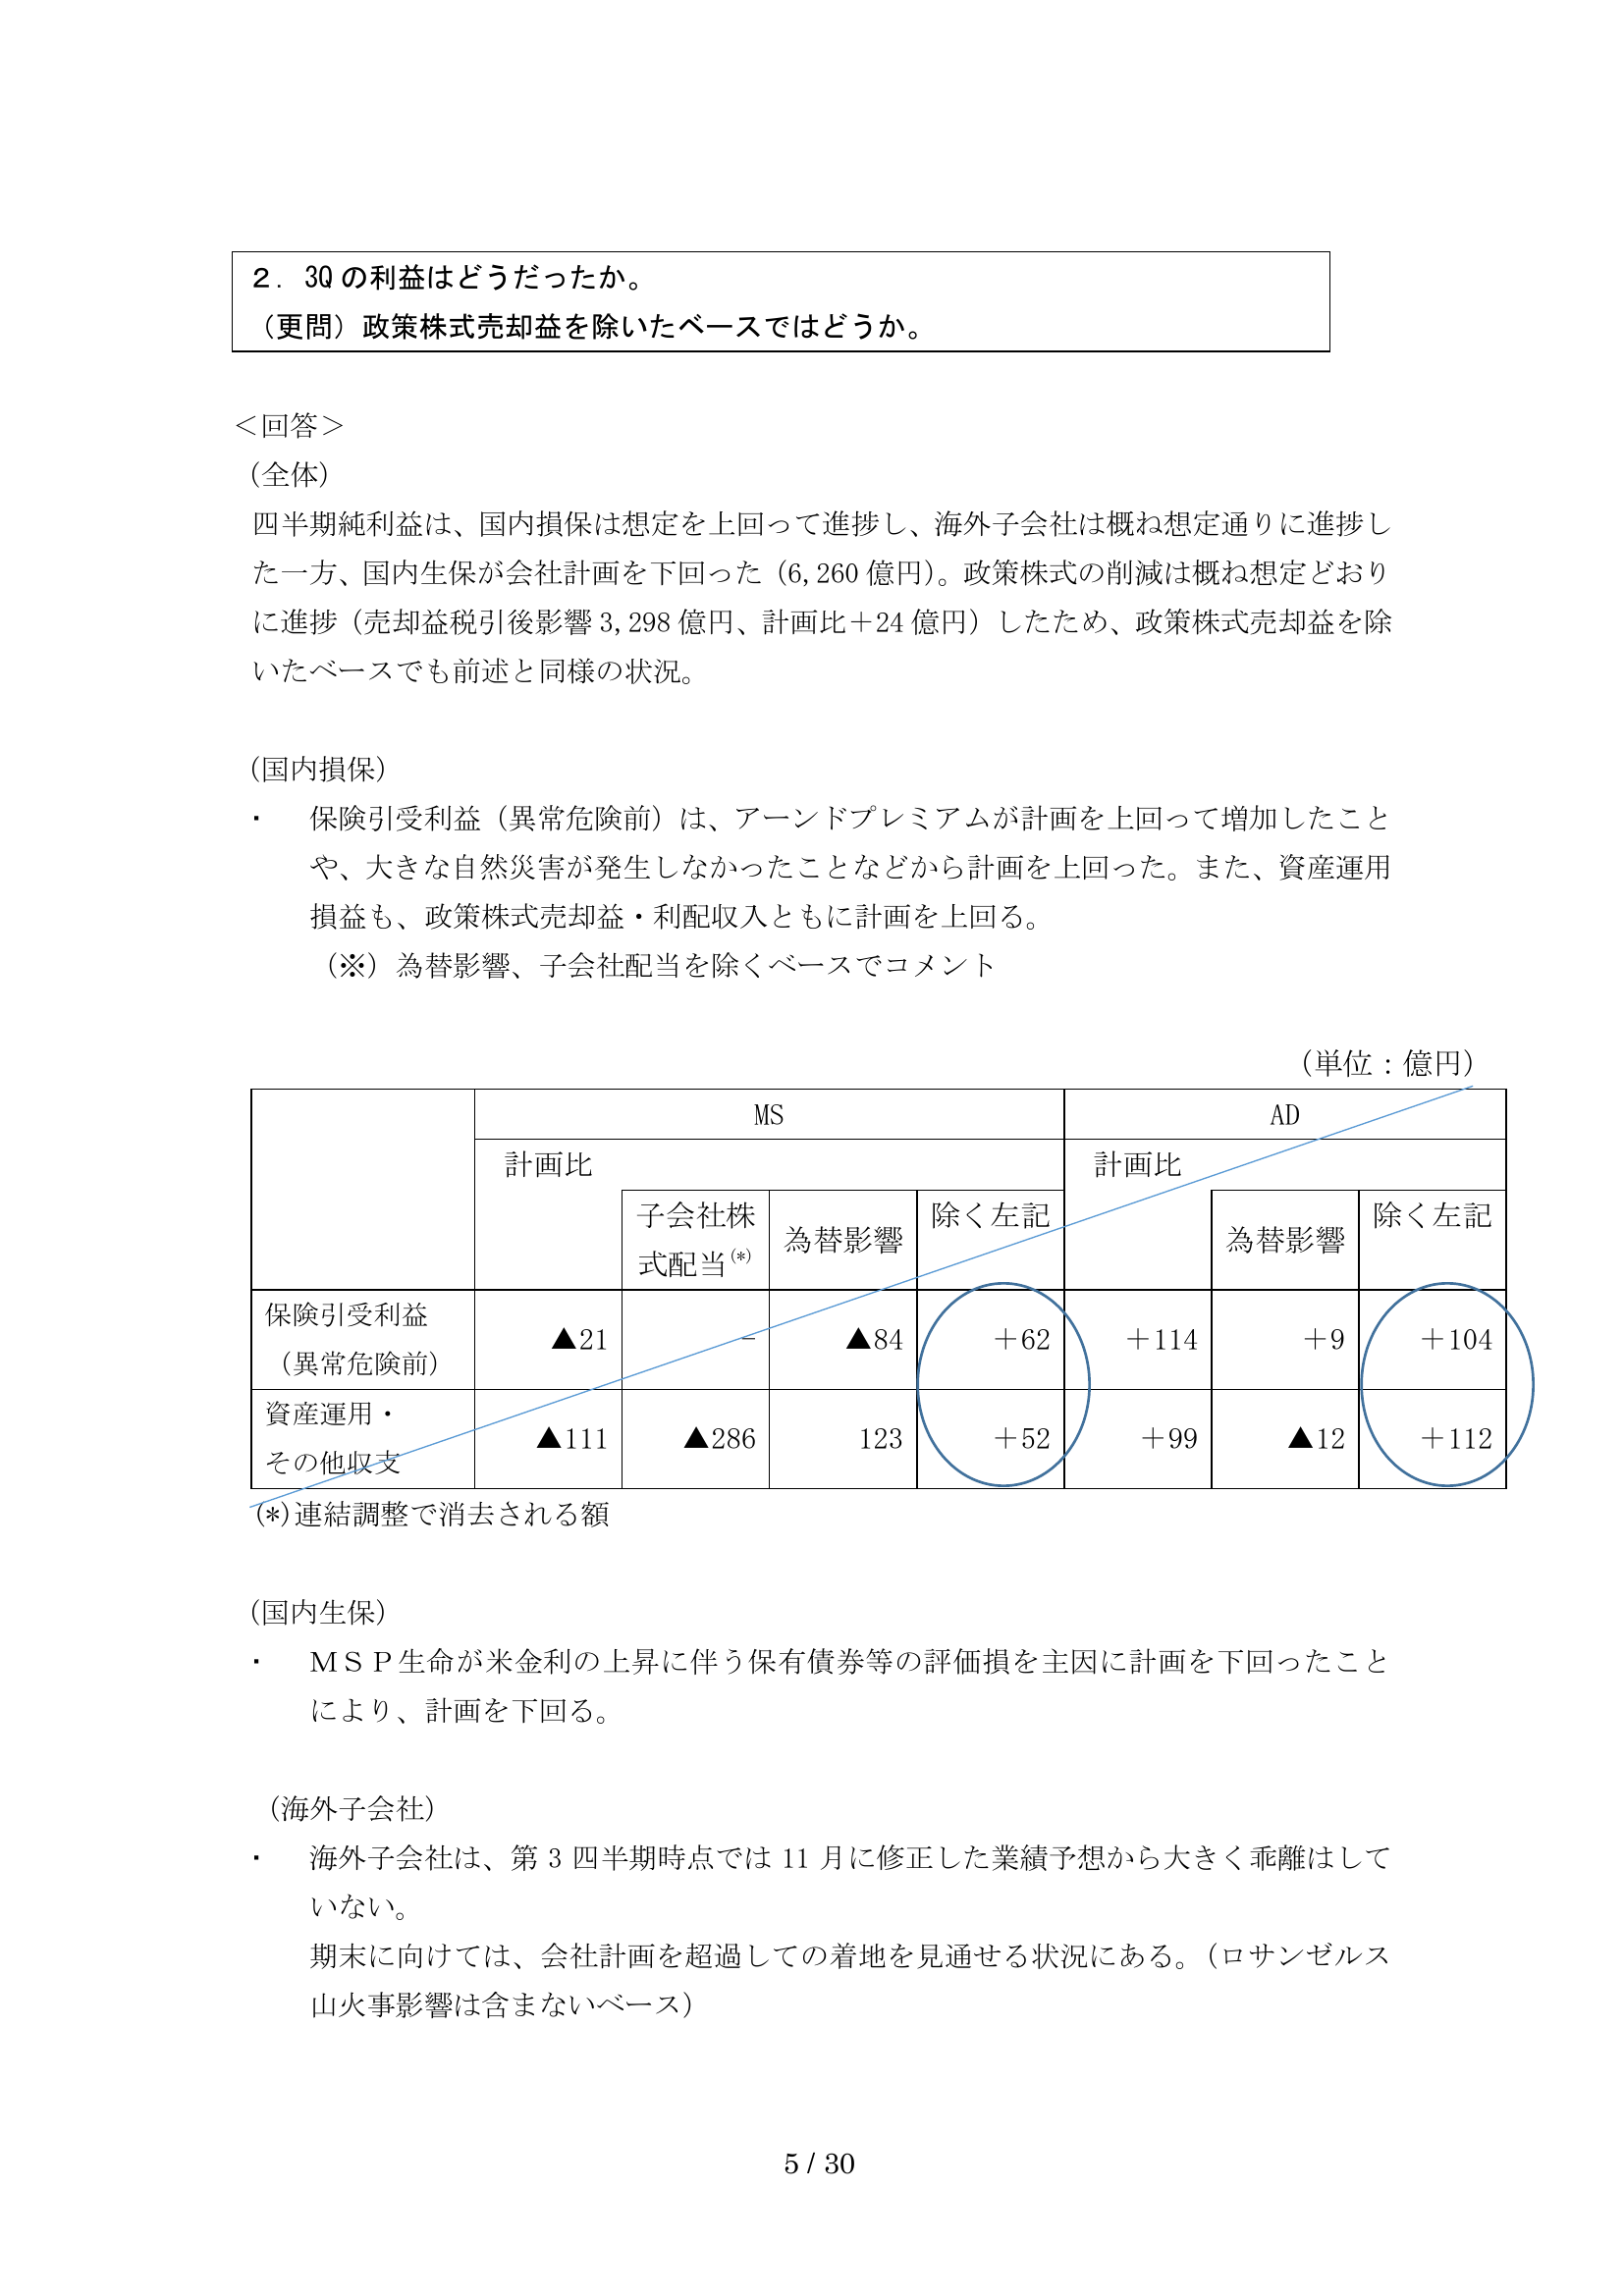 ２．3Qの利益はどうだったか。
（更問）政策株式売却益を除いたベースではどうか。
＜回答＞
（全体）
四半期純利益は、国内損保は想定を上回って進捗し、海外子会社は概ね想定通りに進捗し
た一方、国内生保が会社計画を下回った（6,260億円）。政策株式の削減は概ね想定どおり
に進捗（売却益税引後影響3,298億円、計画比＋24億円）したため、政策株式売却益を除
いたベースでも前述と同様の状況。
（国内損保）
・ 保険引受利益（異常危険前）は、アーンドプレミアムが計画を上回って増加したこと
や、大きな自然災害が発生しなかったことなどから計画を上回った。また、資産運用
損益も、政策株式売却益・利配収入ともに計画を上回る。
（※）為替影響、子会社配当を除くベースでコメント
（単位：億円）
MS AD
計画比 計画比
子会社株 為替影響 除く左記 為替影響 除く左記
式配当(*)
保険引受利益
（異常危険前） ▲21 − ▲84 ＋62 ＋114 ＋9 ＋104
資産運用・
その他収支 ▲111 ▲286 123 ＋52 ＋99 ▲12 ＋112
(*)連結調整で消去される額
（国内生保）
・ ＭＳＰ生命が米金利の上昇に伴う保有債券等の評価損を主因に計画を下回ったこと
により、計画を下回る。
（海外子会社）
・ 海外子会社は、第3四半期時点では11月に修正した業績予想から大きく乖離はして
いない。
期末に向けては、会社計画を超過しての着地を見通せる状況にある。（ロサンゼルス
山火事影響は含まないベース）
5 / 30